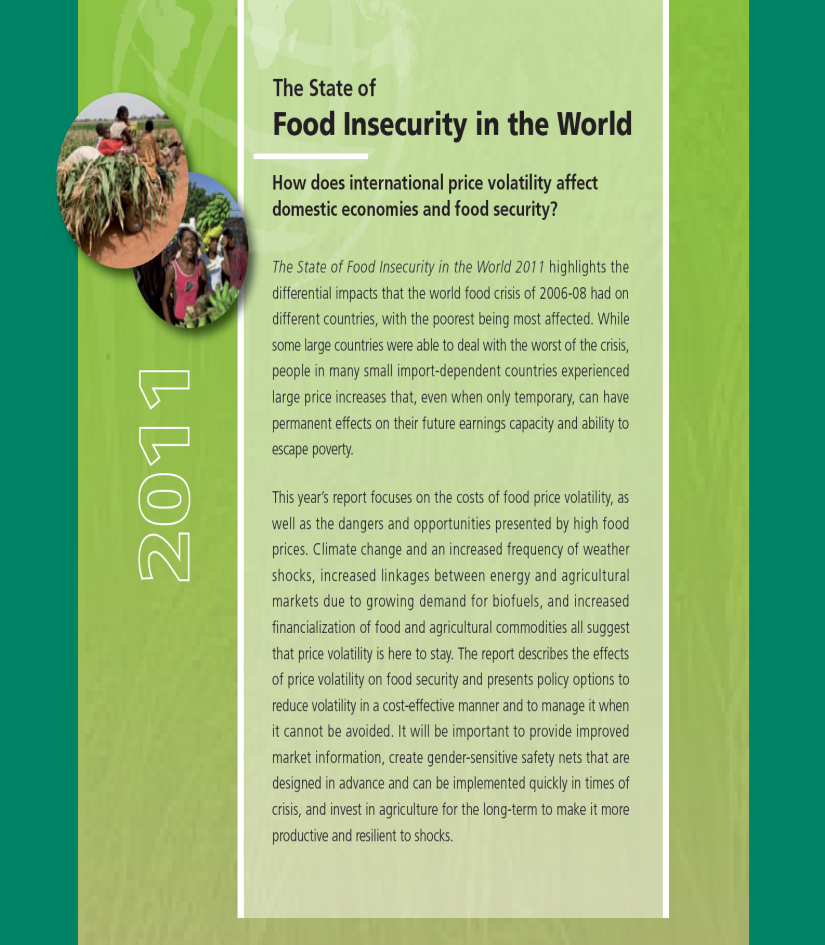 The State of
Food Insecurity in the World
How does international price volatility affect
domestic economies and food security?
The State of Food Insecurity in the World 2011 highlights the
differential impacts that the world food crisis of 2006-08 had on
different countries, with the poorest being most affected. While
some large countries were able to deal with the worst of the crisis,
people in many small import-dependent countries experienced
large price increases that, even when only temporary, can have
permanent effects on their future earnings capacity and ability to
escape poverty.
This year’s report focuses on the costs of food price volatility, as
well as the dangers and opportunities presented by high food
prices. Climate change and an increased frequency of weather
shocks, increased linkages between energy and agricultural
markets due to growing demand for biofuels, and increased
financialization of food and agricultural commodities all suggest
that price volatility is here to stay. The report describes the effects
of price volatility on food security and presents policy options to
reduce volatility in a cost-effective manner and to manage it when
it cannot be avoided. It will be important to provide improved
market information, create gender-sensitive safety nets that are
designed in advance and can be implemented quickly in times of
crisis, and invest in agriculture for the long-term to make it more
productive and resilient to shocks.
2011